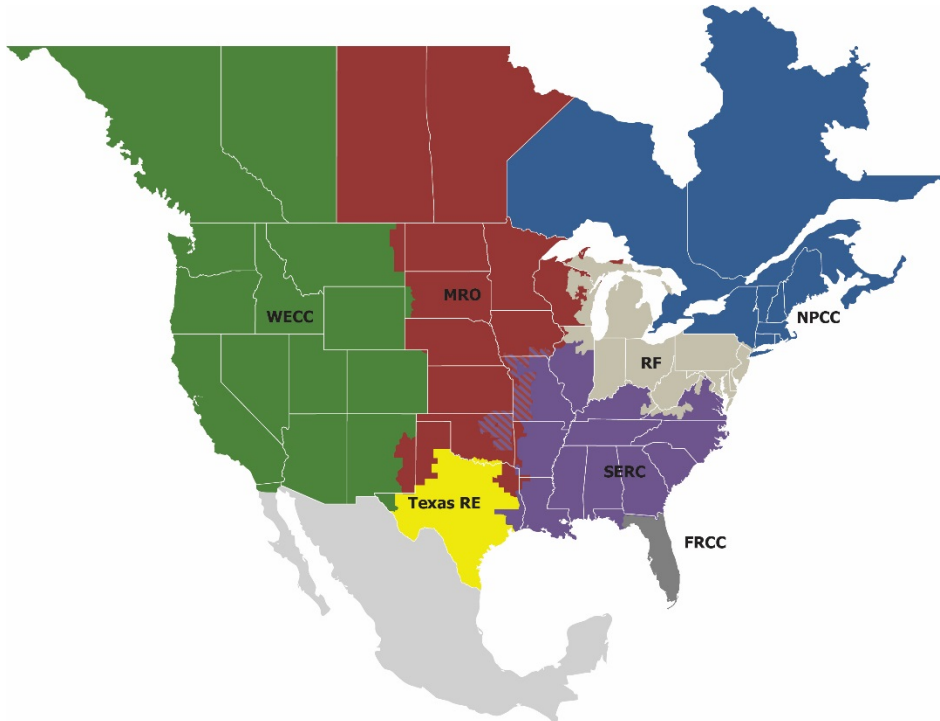 MRO
WECC
NPCC
RF
SERC
Texas RE
FRCC